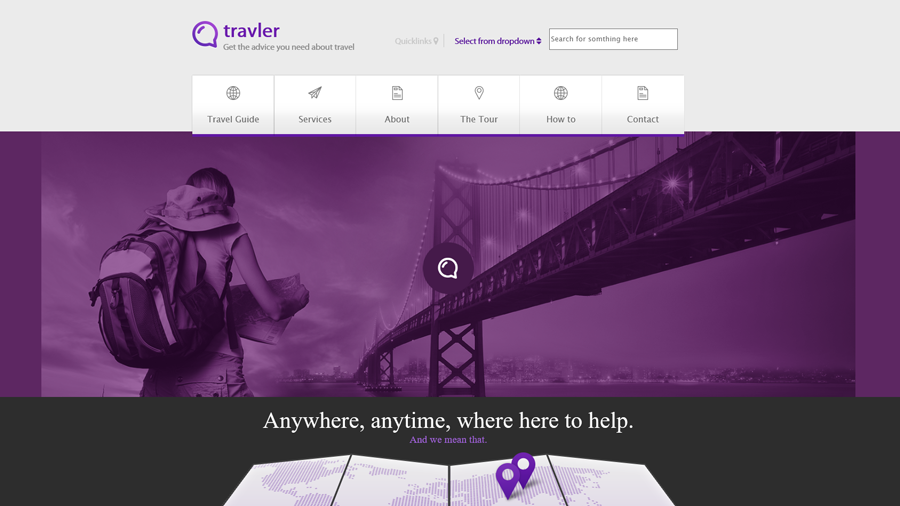 travler
Get the advice you need about travel
Quicklinks
Select from dropdown
Search for somthing here
Travel Guide
Services
About
The Tour
How to
Contact
Anywhere, anytime, where here to help.
And we mean that.